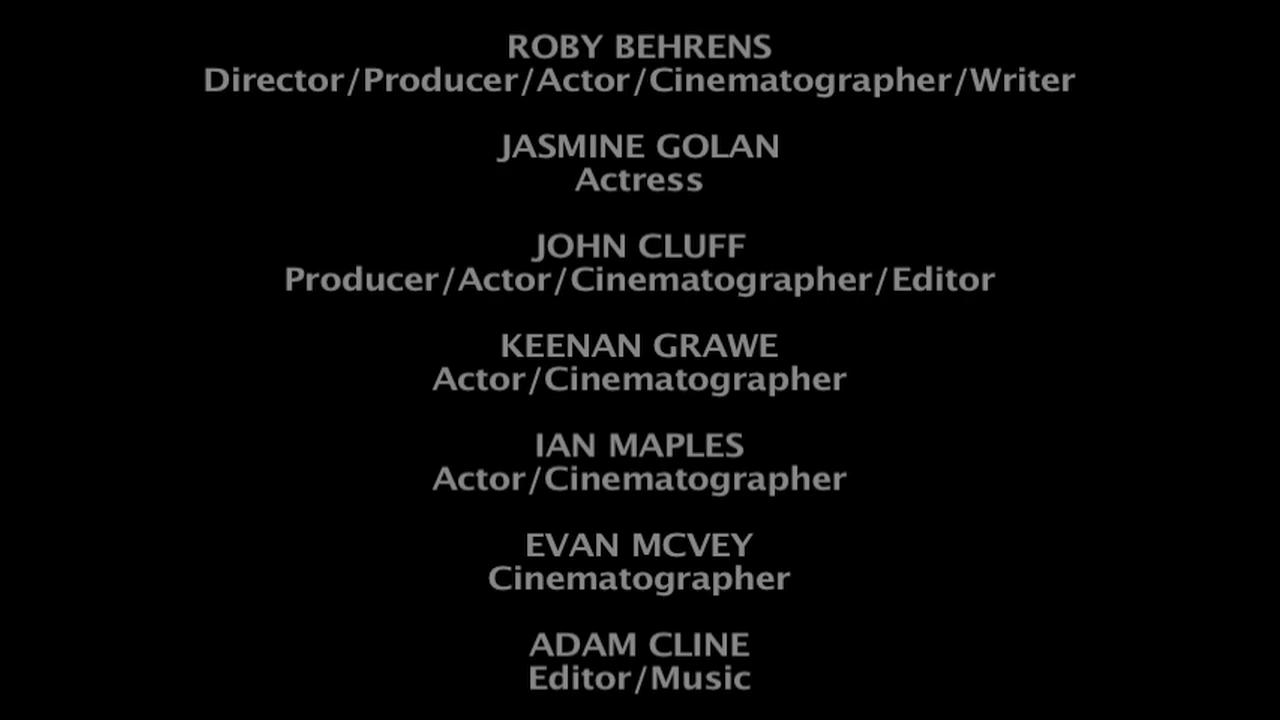 ROBY BEHRENS
Director/Producer/Actor/Cinematographer/Writer
JASMINE GOLAN
Actress
JOHN CLUFF
Producer/Actor/Cinematographer/Editor
KEENAN GRAWE
Actor/Cinematographer
IAN MAPLES
Actor/Cinematographer
EVAN MCVEY
Cinematographer
ADAM CLINE
Editor/Music